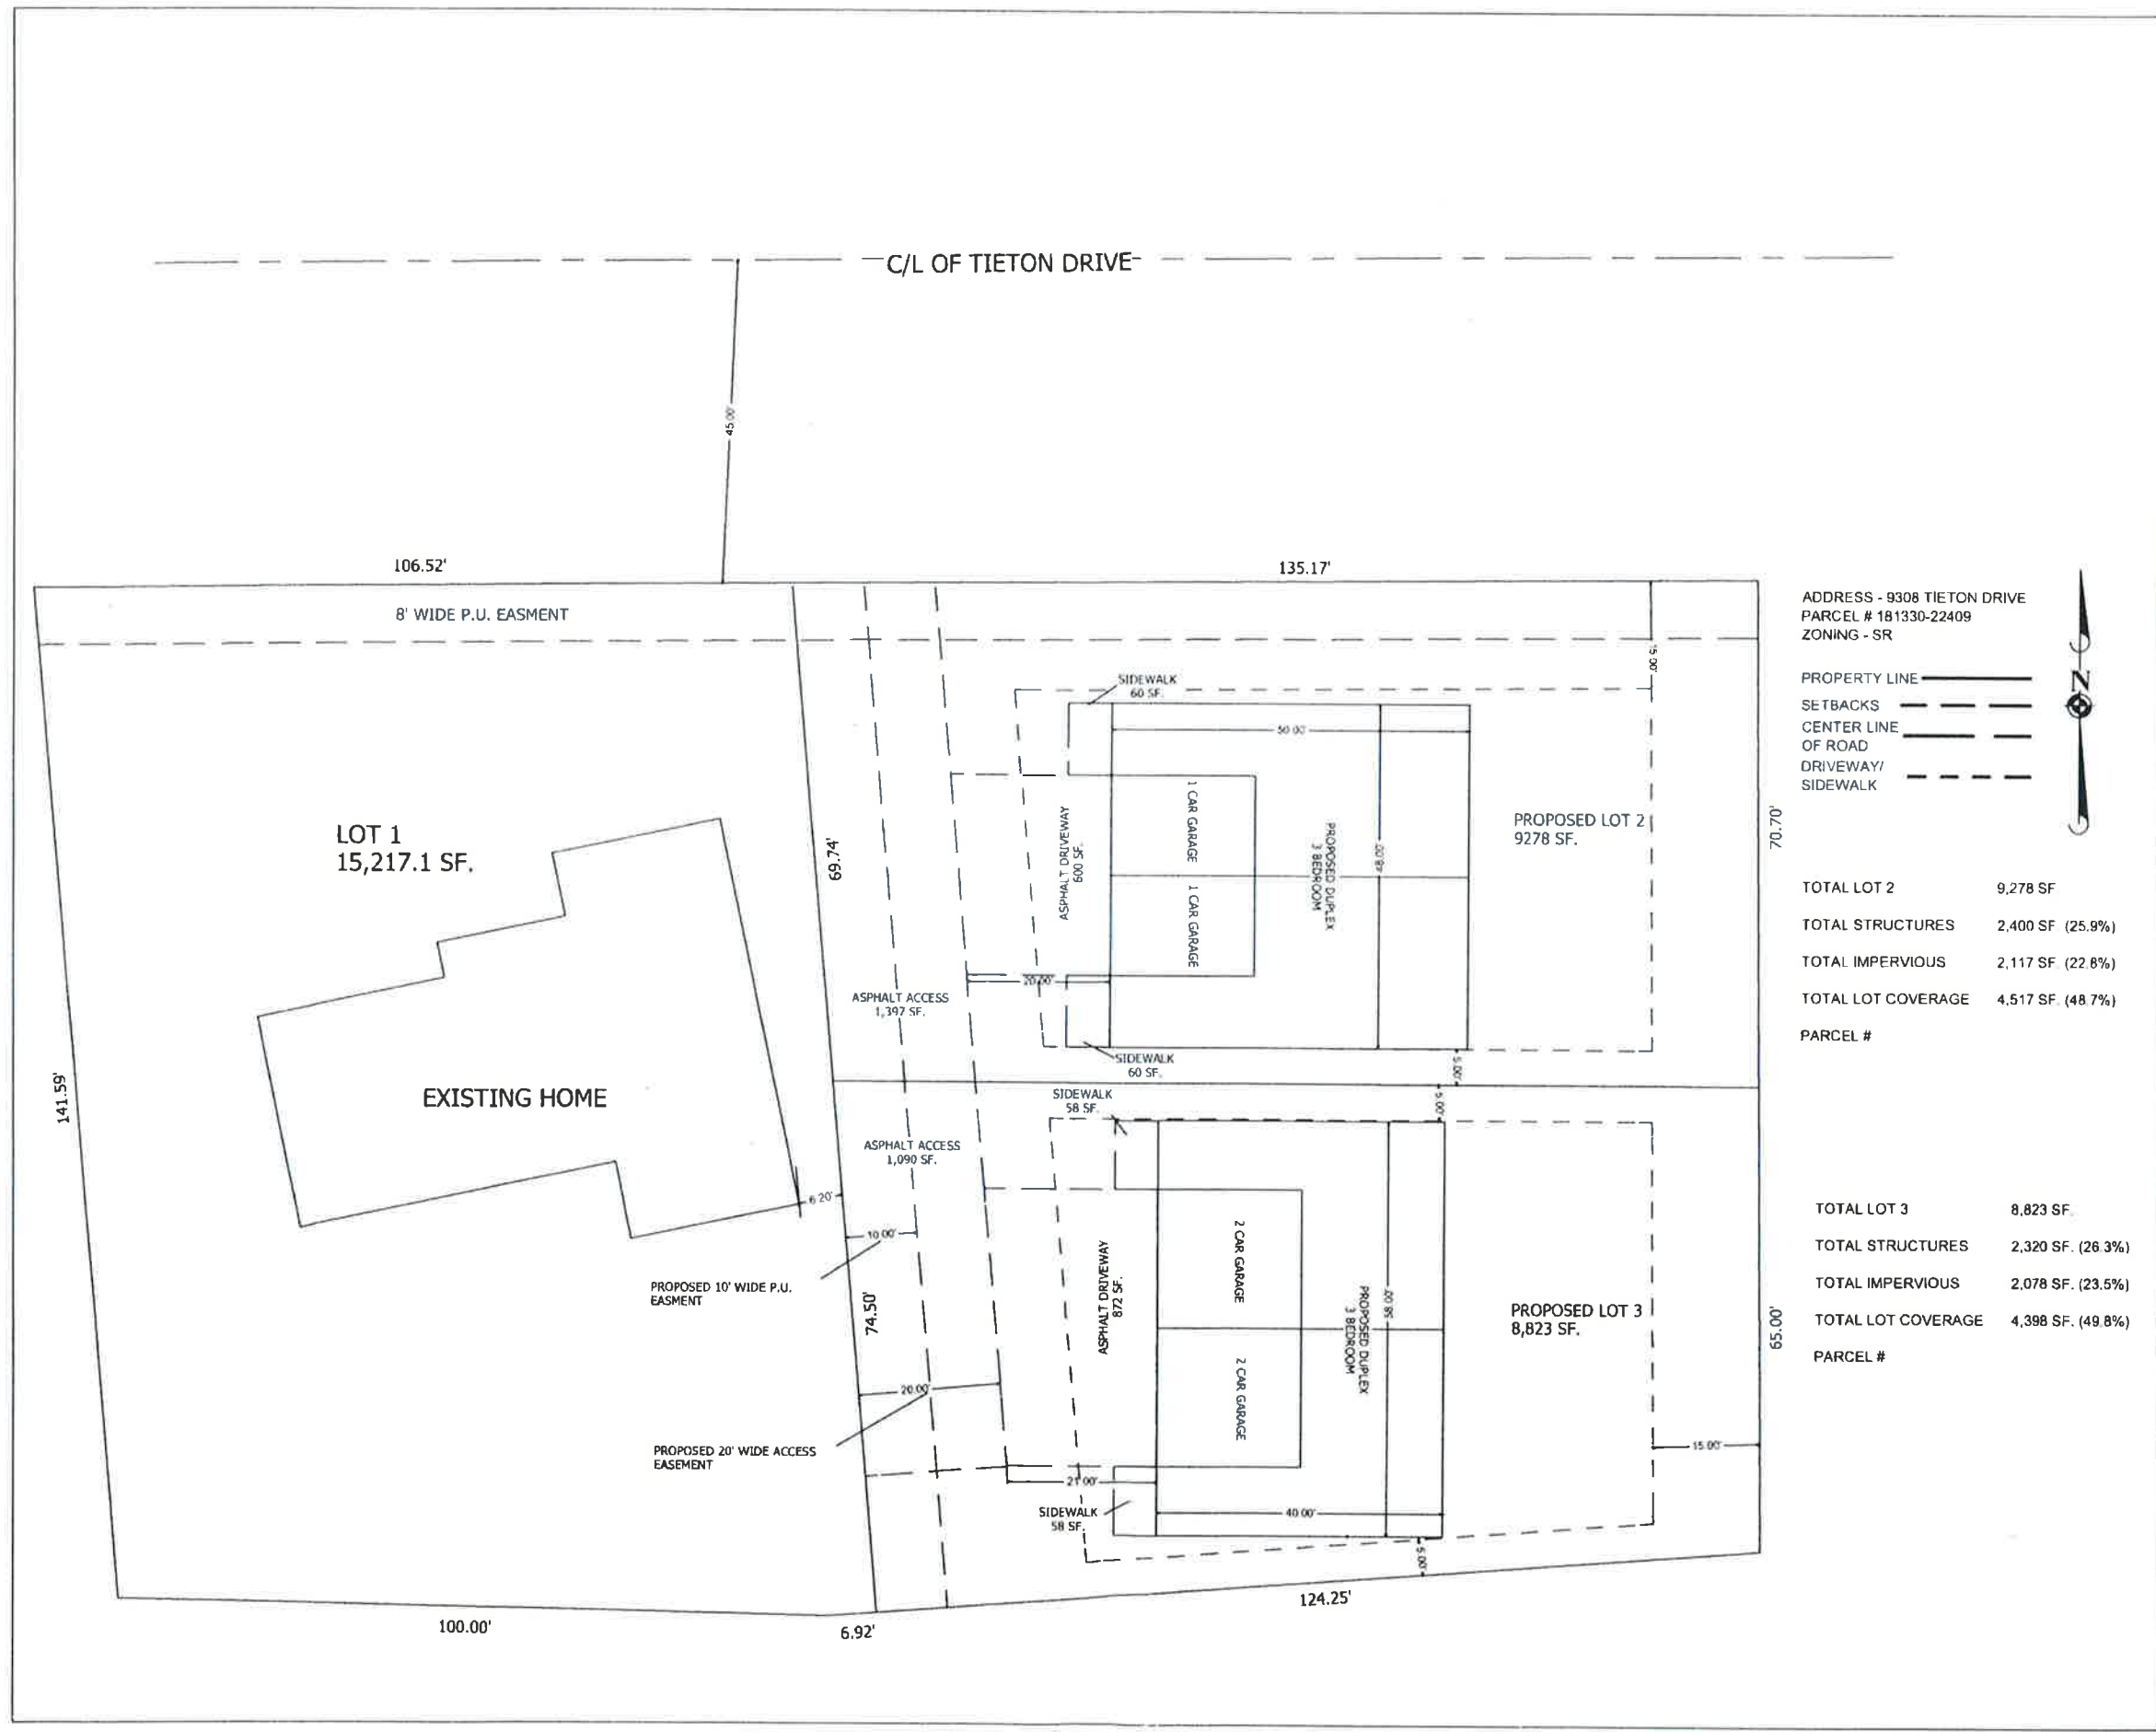 C/L OF TIETON DRIVE
45.00'
106.52'
135.17'
8' WIDE P.U. EASMENT
15.00'
ADDRESS - 9308 TIETON DRIVE
PARCEL # 181330-22409
ZONING - SR
PROPERTY LINE
SETBACKS
CENTER LINE
OF ROAD
DRIVEWAY/
SIDEWALK
N
SIDEWALK
60 SF.
50.00'
LOT 1
15,217.1 SF.
69.74'
ASPHALT DRIVEWAY
600 SF.
1 CAR GARAGE
1 CAR GARAGE
PROPOSED DUPLEX
3 BEDROOM
48.00'
PROPOSED LOT 2
9278 SF.
70.70'
TOTAL LOT 2 9,278 SF
TOTAL STRUCTURES 2,400 SF (25.9%)
TOTAL IMPERVIOUS 2,117 SF. (22.8%)
TOTAL LOT COVERAGE 4,517 SF. (48.7%)
PARCEL #
20.00'
ASPHALT ACCESS
1,397 SF.
SIDEWALK
60 SF.
5.00'
5.00'
141.59'
EXISTING HOME
SIDEWALK
58 SF.
ASPHALT ACCESS
1,090 SF.
6.20'
10.00'
PROPOSED 10' WIDE P.U.
EASMENT
74.50'
ASPHALT DRIVEWAY
872 SF.
2 CAR GARAGE
2 CAR GARAGE
PROPOSED DUPLEX
3 BEDROOM
58.00'
PROPOSED LOT 3
8,823 SF.
65.00'
TOTAL LOT 3 8,823 SF.
TOTAL STRUCTURES 2,320 SF. (26.3%)
TOTAL IMPERVIOUS 2,078 SF. (23.5%)
TOTAL LOT COVERAGE 4,398 SF. (49.8%)
PARCEL #
20.00'
PROPOSED 20' WIDE ACCESS
EASEMENT
15.00'
21.00'
SIDEWALK
58 SF.
40.00'
5.00'
100.00'
6.92'
124.25'